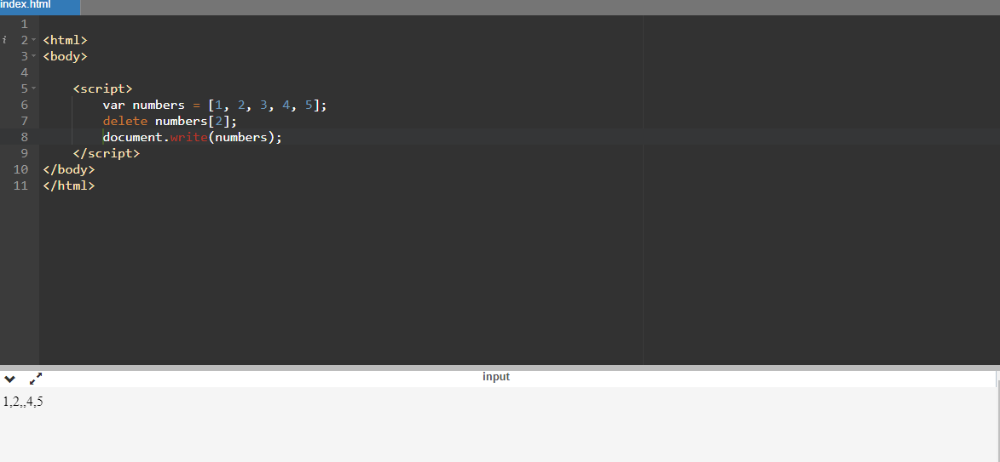 index.html
1
i 2 <html>
3 <body>
4
5 <script>
6 var numbers = [1, 2, 3, 4, 5];
7 delete numbers[2];
8 document.write(numbers);
9 </script>
10 </body>
11 </html>
input
1,2,,4,5